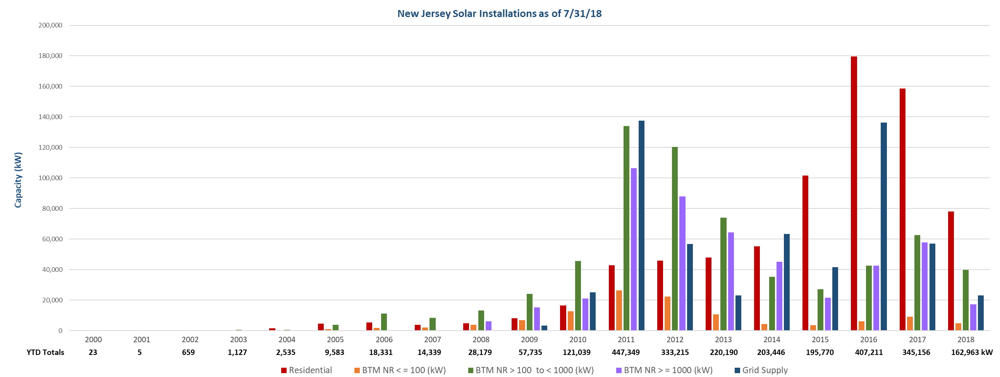 New Jersey Solar Installations as of 7/31/18
200,000
180,000
160,000
140,000
120,000
100,000
80,000
60,000
40,000
20,000
0
Capacity (kW)
2000 2001 2002 2003 2004 2005 2006 2007 2008 2009 2010 2011 2012 2013 2014 2015 2016 2017 2018
YTD Totals 23 5 659 1,127 2,535 9,583 18,331 14,339 28,179 57,735 121,039 447,349 333,215 220,190 203,446 195,770 407,211 345,156 162,963 kW
Residential BTM NR < = 100 (kW) BTM NR > 100 to < 1000 (kW) BTM NR > = 1000 (kW) Grid Supply